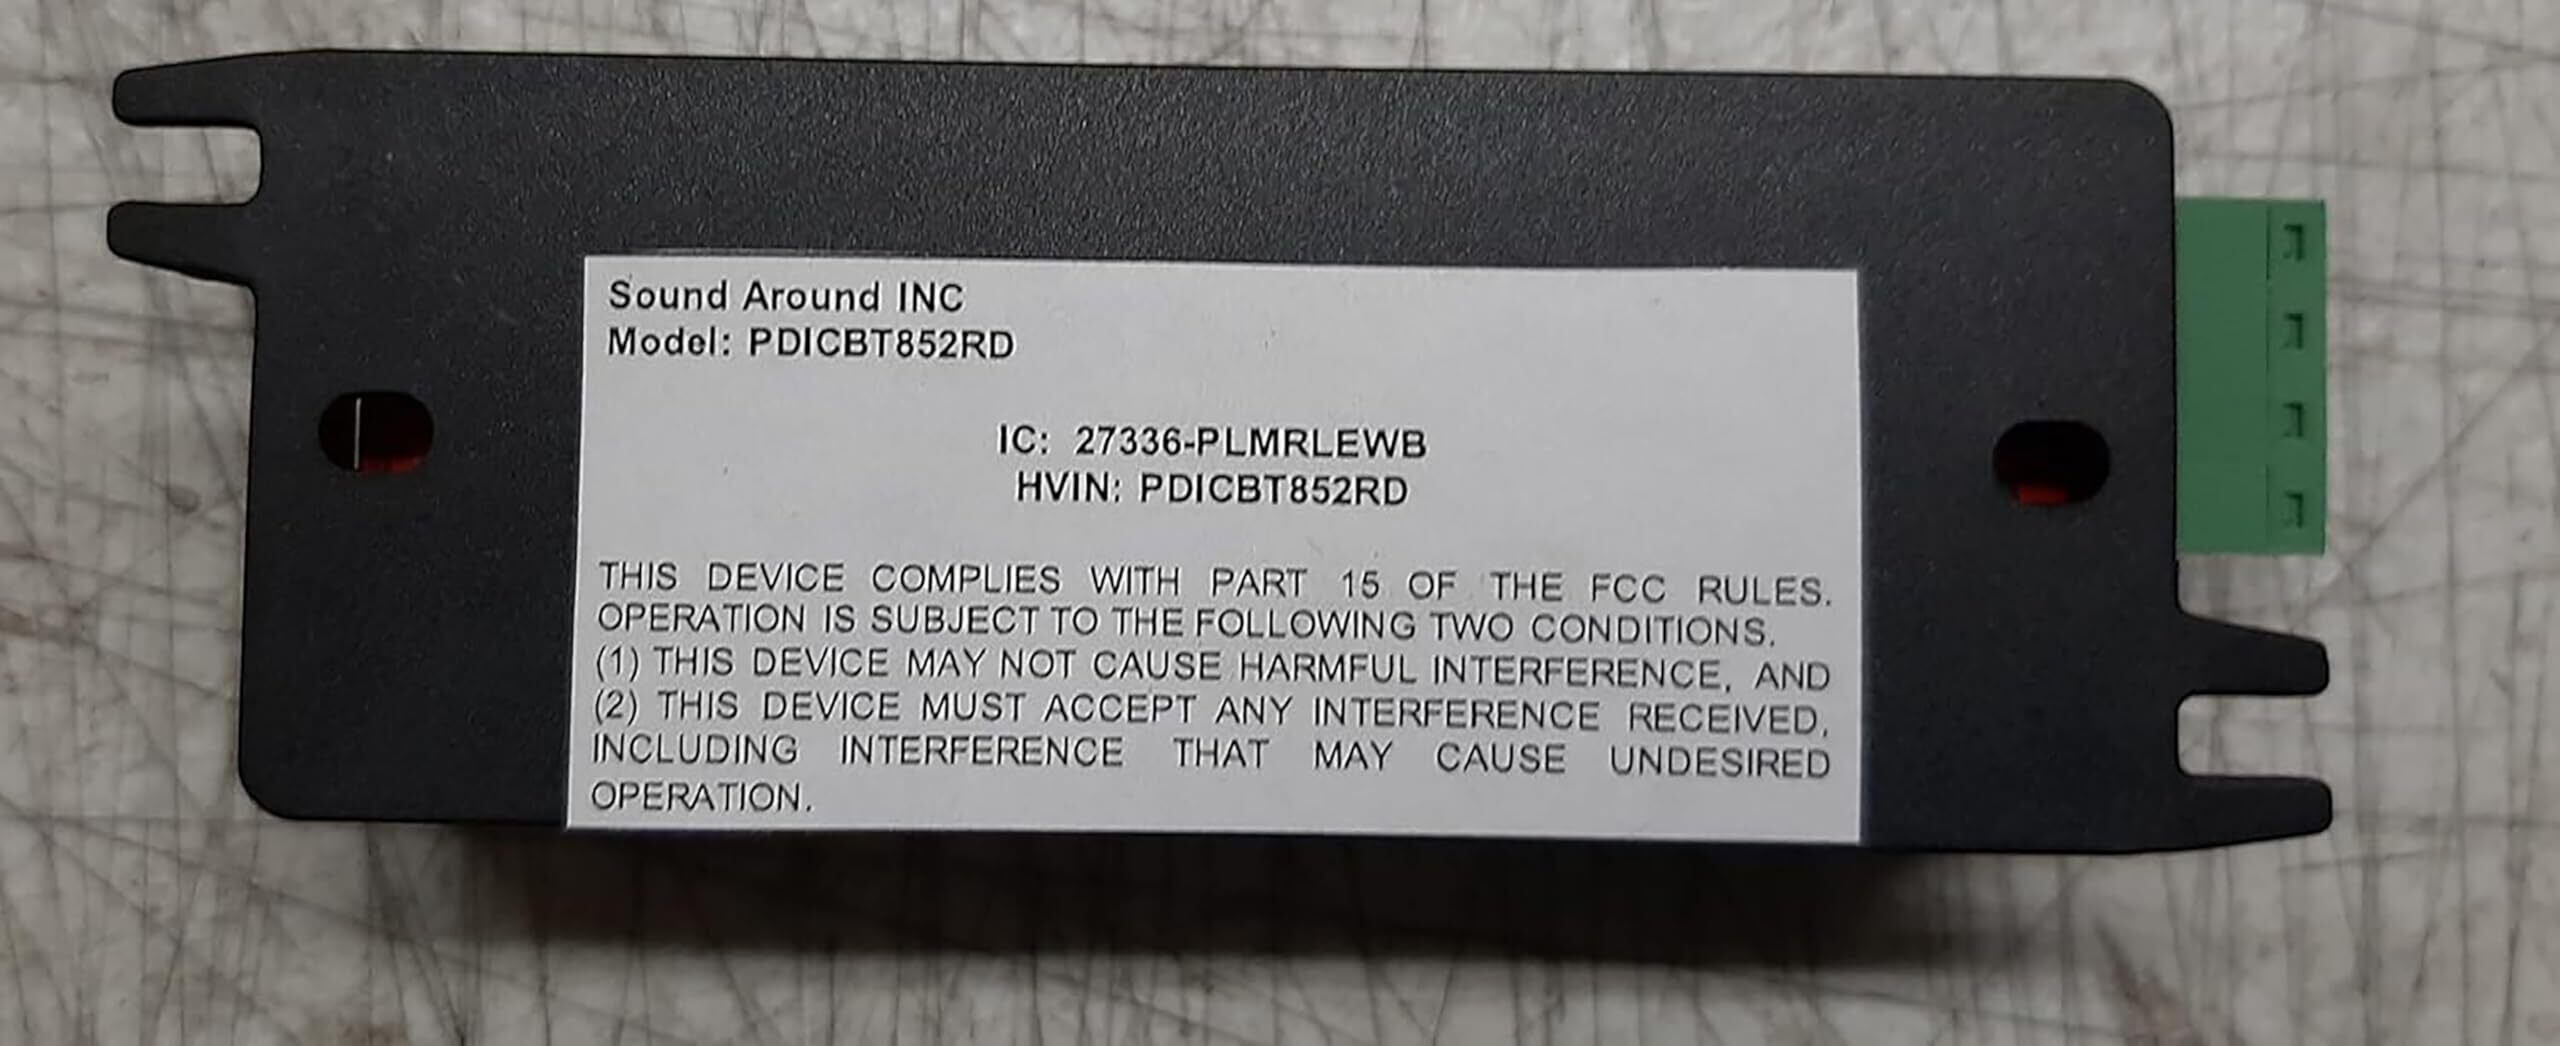 Sound Around INC
Model: PDICBT852RD
IC: 27336-PLMRLEWB
HVIN: PDICBT852RD
THIS DEVICE COMPLIES WITH PART 15 OF THE FCC RULES.
OPERATION IS SUBJECT TO THE FOLLOWING TWO CONDITIONS.
(1) THIS DEVICE MAY NOT CAUSE HARMFUL INTERFERENCE, AND
(2) THIS DEVICE MUST ACCEPT ANY INTERFERENCE RECEIVED,
INCLUDING INTERFERENCE THAT MAY CAUSE UNDESIRED
OPERATION.